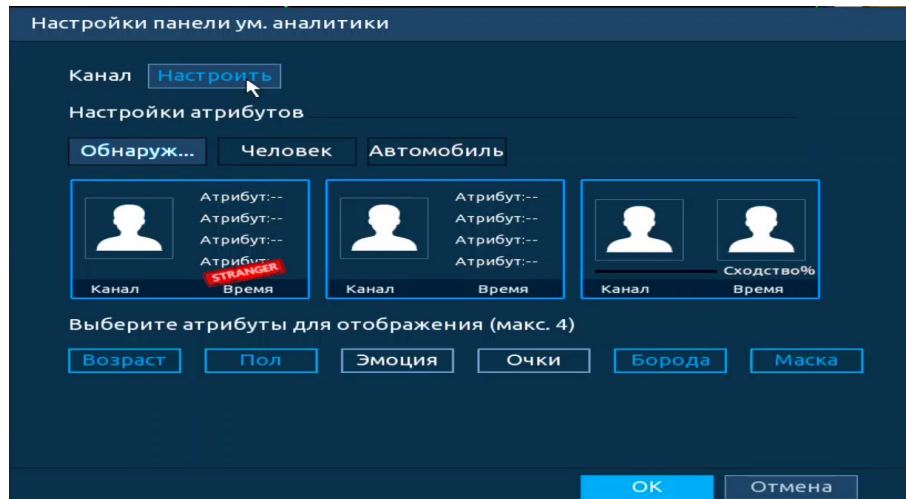 Настройки панели ум. аналитики
Канал Настроить
Настройки атрибутов
Обнаруж... Человек Автомобиль
Атрибут:-- Атрибут:--
Атрибут:-- Атрибут:--
Атрибут:-- Атрибут:--
Атрибут:-- Атрибут:--
STRANGER Сходство%
Канал Время Канал Время Канал Время
Выберите атрибуты для отображения (макс. 4)
Возраст Пол Эмоция Очки Борода Маска
OK Отмена